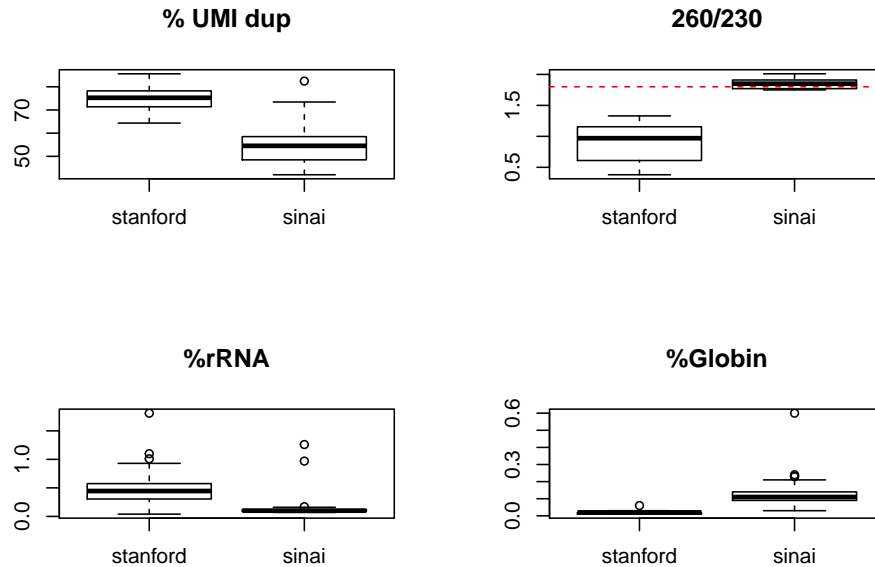 % UMI dup
50 70
stanford sinai
260/230
0.5 1.5
stanford sinai
%rRNA
0.0 1.0
stanford sinai
%Globin
0.0 0.3 0.6
stanford sinai